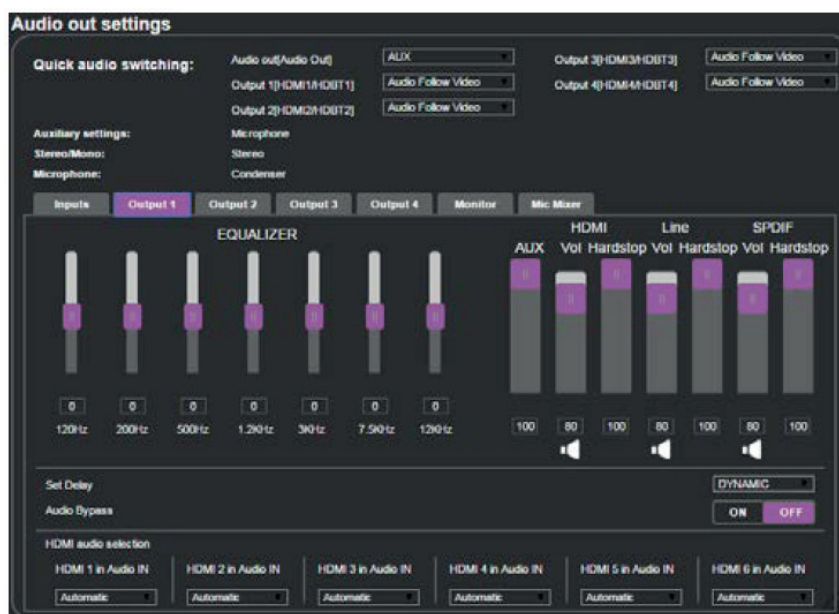 Audio out settings
Quick audio switching:
Audio out[Audio Out] AUX Output 3[HDMI3/HDBT3] Audio Follow Video
Output 1[HDMI1/HDBT1] Audio Follow Video Output 4[HDMI4/HDBT4] Audio Follow Video
Output 2[HDMI2/HDBT2] Audio Follow Video
Auxiliary settings: Microphone
Stereo/Mono: Stereo
Microphone: Condenser
Inputs Output 1 Output 2 Output 3 Output 4 Monitor Mic Mixer
EQUALIZER
HDMI Line SPDIF
AUX Vol Hardstop Vol Hardstop Vol Hardstop
0 0 0 0 0 0 0
120Hz 200Hz 500Hz 1.2KHz 3KHz 7.5KHz 12KHz
100 80 100 80 100 80 100
Set Delay DYNAMIC
Audio Bypass ON OFF
HDMI audio selection
HDMI 1 in Audio IN HDMI 2 in Audio IN HDMI 3 in Audio IN HDMI 4 in Audio IN HDMI 5 in Audio IN HDMI 6 in Audio IN
Automatic Automatic Automatic Automatic Automatic Automatic